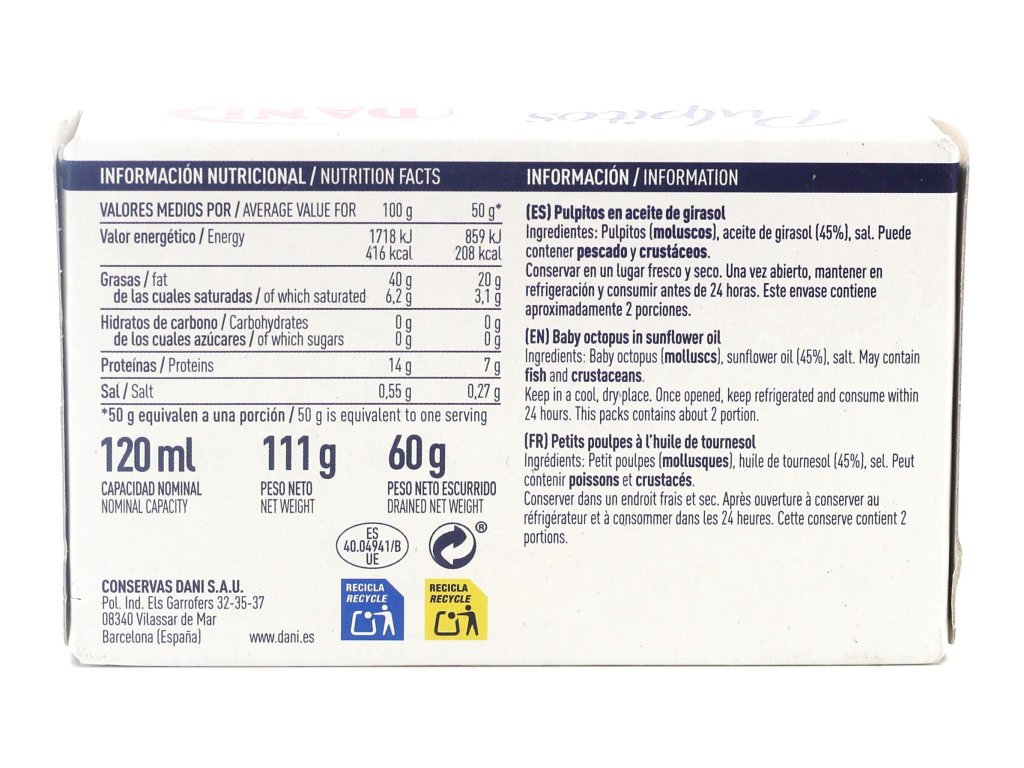 DANI
Pulpitos
INFORMACIÓN NUTRICIONAL / NUTRITION FACTS
VALORES MEDIOS POR / AVERAGE VALUE FOR 100 g 50 g*
Valor energético / Energy 1718 kJ 859 kJ
416 kcal 208 kcal
Grasas / fat 40 g 20 g
de las cuales saturadas / of which saturated 6,2 g 3,1 g
Hidratos de carbono / Carbohydrates 0 g 0 g
de los cuales azúcares / of which sugars 0 g 0 g
Proteínas / Proteins 14 g 7 g
Sal / Salt 0,55 g 0,27 g
*50 g equivalen a una porción / 50 g is equivalent to one serving
120 ml 111 g 60 g
CAPACIDAD NOMINAL PESO NETO PESO NETO ESCURRIDO
NOMINAL CAPACITY NET WEIGHT DRAINED NET WEIGHT
ES
40.04941/B
UE
®
CONSERVAS DANI S.A.U.
Pol. Ind. Els Garrofers 32-35-37
08340 Vilassar de Mar
Barcelona (España) www.dani.es
RECICLA
RECYCLE
RECICLA
RECYCLE
INFORMACIÓN / INFORMATION
(ES) Pulpitos en aceite de girasol
Ingredientes: Pulpitos (moluscos), aceite de girasol (45%), sal. Puede
contener pescado y crustáceos.
Conservar en un lugar fresco y seco. Una vez abierto, mantener en
refrigeración y consumir antes de 24 horas. Este envase contiene
aproximadamente 2 porciones.
(EN) Baby octopus in sunflower oil
Ingredients: Baby octopus (molluscs), sunflower oil (45%), salt. May contain
fish and crustaceans.
Keep in a cool, dry place. Once opened, keep refrigerated and consume within
24 hours. This packs contains about 2 portion.
(FR) Petits poulpes à l'huile de tournesol
Ingrédients: Petit poulpes (mollusques), huile de tournesol (45%), sel. Peut
contenir poissons et crustacés.
Conserver dans un endroit frais et sec. Après ouverture à conserver au
réfrigérateur et à consommer dans les 24 heures. Cette conserve contient 2
portions.